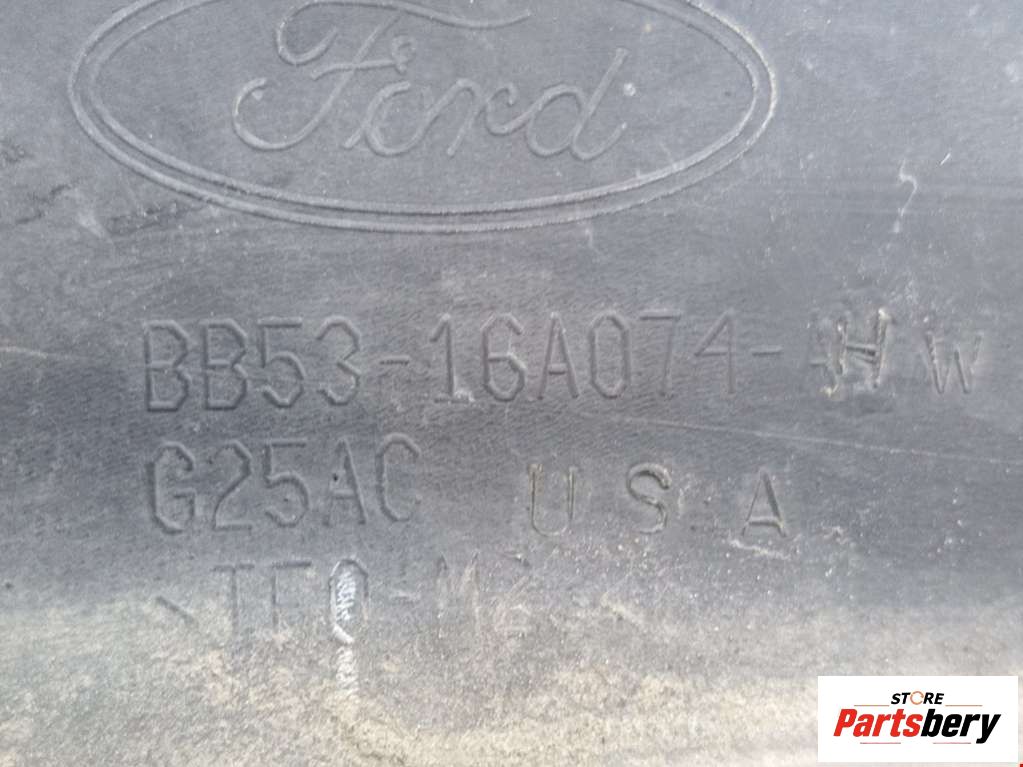 Ford
BB53-16A074-
W
G25AC
U S A
STORE
Partsbery